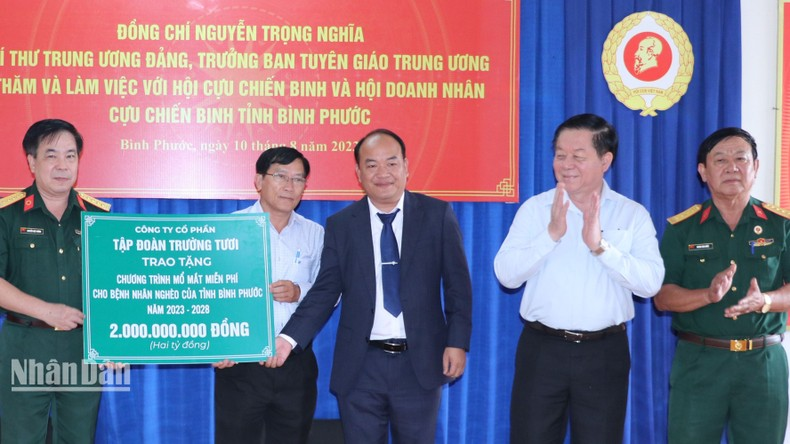 ĐỒNG CHÍ NGUYỄN TRỌNG NGHĨA
Í THƯ TRUNG ƯƠNG ĐẢNG, TRƯỞNG BAN TUYÊN GIÁO TRUNG ƯƠNG
THĂM VÀ LÀM VIỆC VỚI HỘI CỰU CHIẾN BINH VÀ HỘI DOANH NHÂN
CỰU CHIẾN BINH TỈNH BÌNH PHƯỚC
Bình Phước, ngày 10 tháng 8 năm 2023
CÔNG TY CỔ PHẦN
TẬP ĐOÀN TRƯỜNG TƯƠI
TRAO TẶNG
CHƯƠNG TRÌNH MỔ MẮT MIỄN PHÍ
CHO BỆNH NHÂN NGHÈO CỦA TỈNH BÌNH PHƯỚC
NĂM 2023 - 2028
2.000.000.000 ĐỒNG
(Hai tỷ đồng)
NhânDân